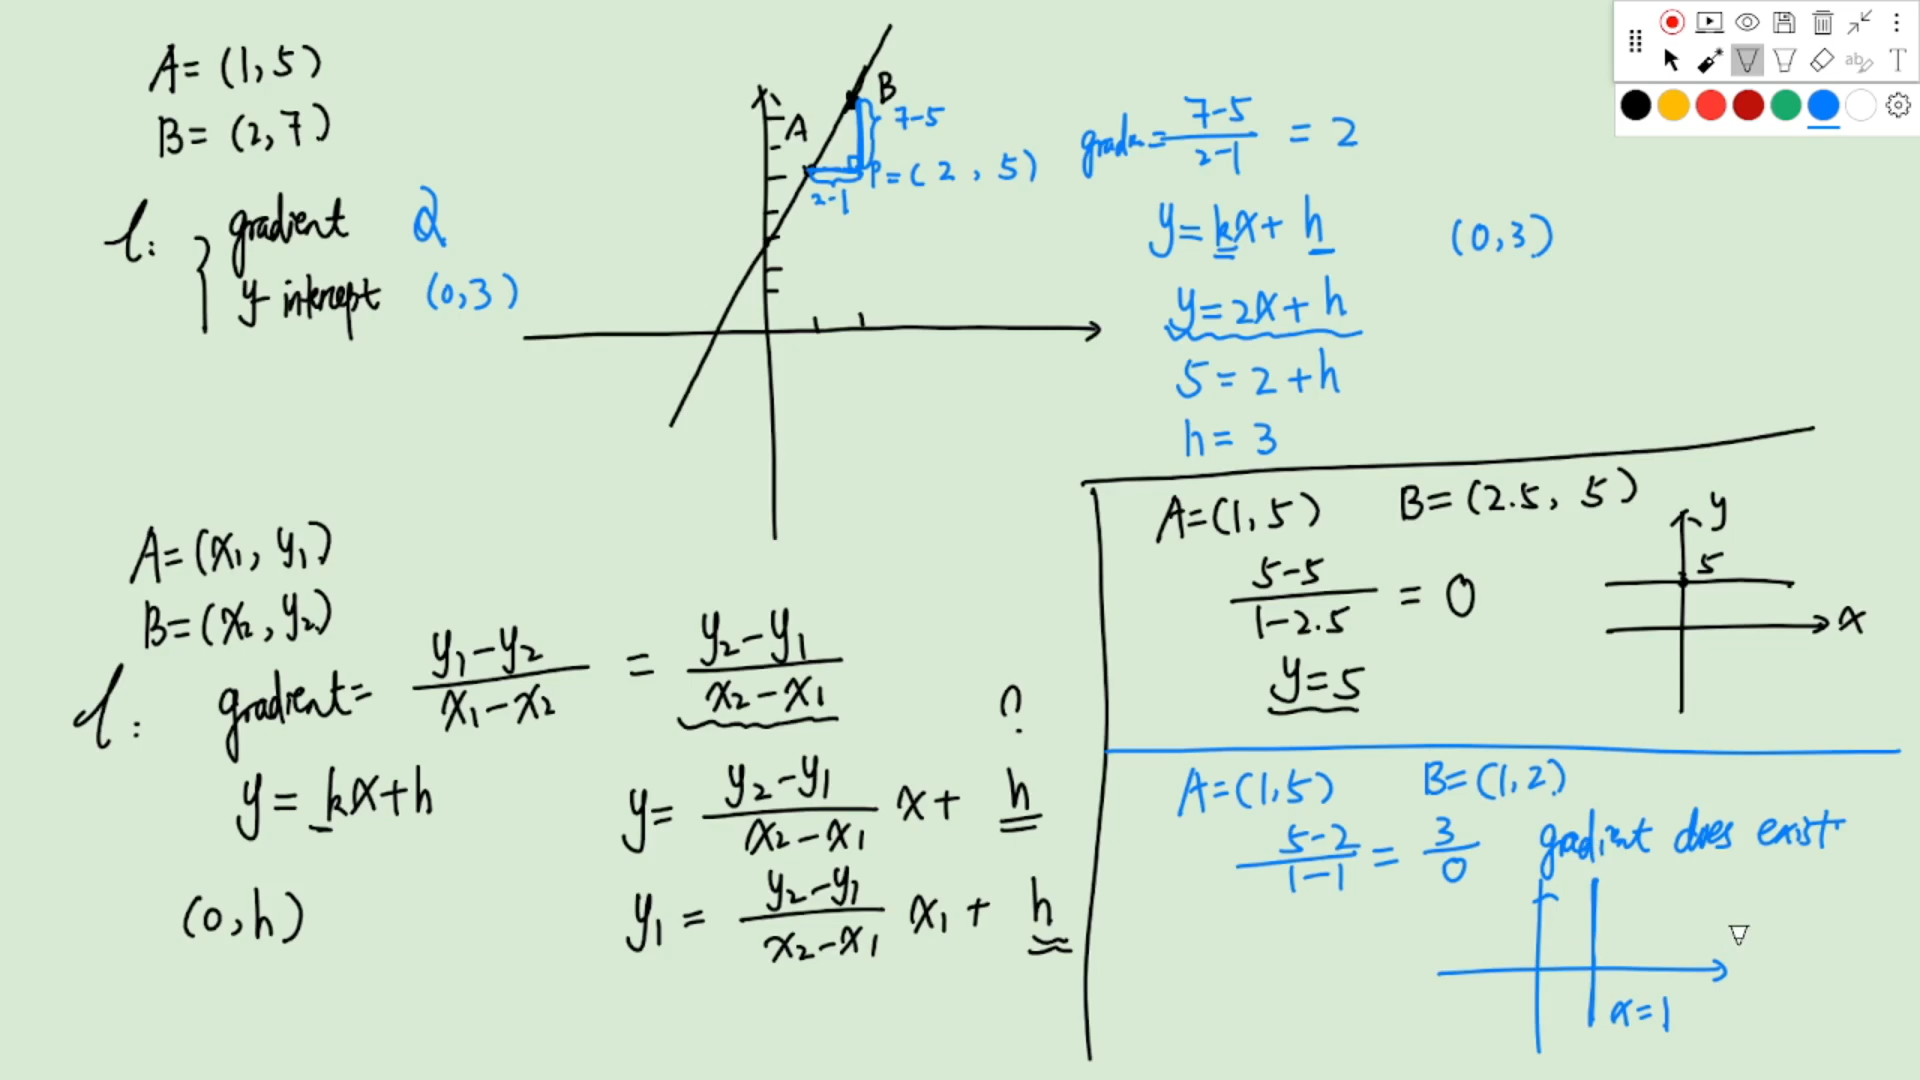 A=(1,5)
B=(2,7)
l:
gradient 2
y-intercept (0,3)
A
B
7-5
P=(2,5)
2-1
7-5
= 2
2-1
y=kx+h (0,3)
y=2x+h
5=2+h
h=3
A=(x₁,y₁)
B=(x₂,y₂)
l: gradient= y₁-y₂ / x₁-x₂ = y₂-y₁ / x₂-x₁
?
y=kx+h
y= y₂-y₁ / x₂-x₁ x+h
(0,h)
y₁= y₂-y₁ / x₂-x₁ x₁+h
A=(1,5) B=(2.5, 5)
5-5 / 1-2.5 = 0
y=5
y
5
x
A=(1,5) B=(1,2)
5-2 / 1-1 = 3/0 gradient does exist
x=1
ab
T